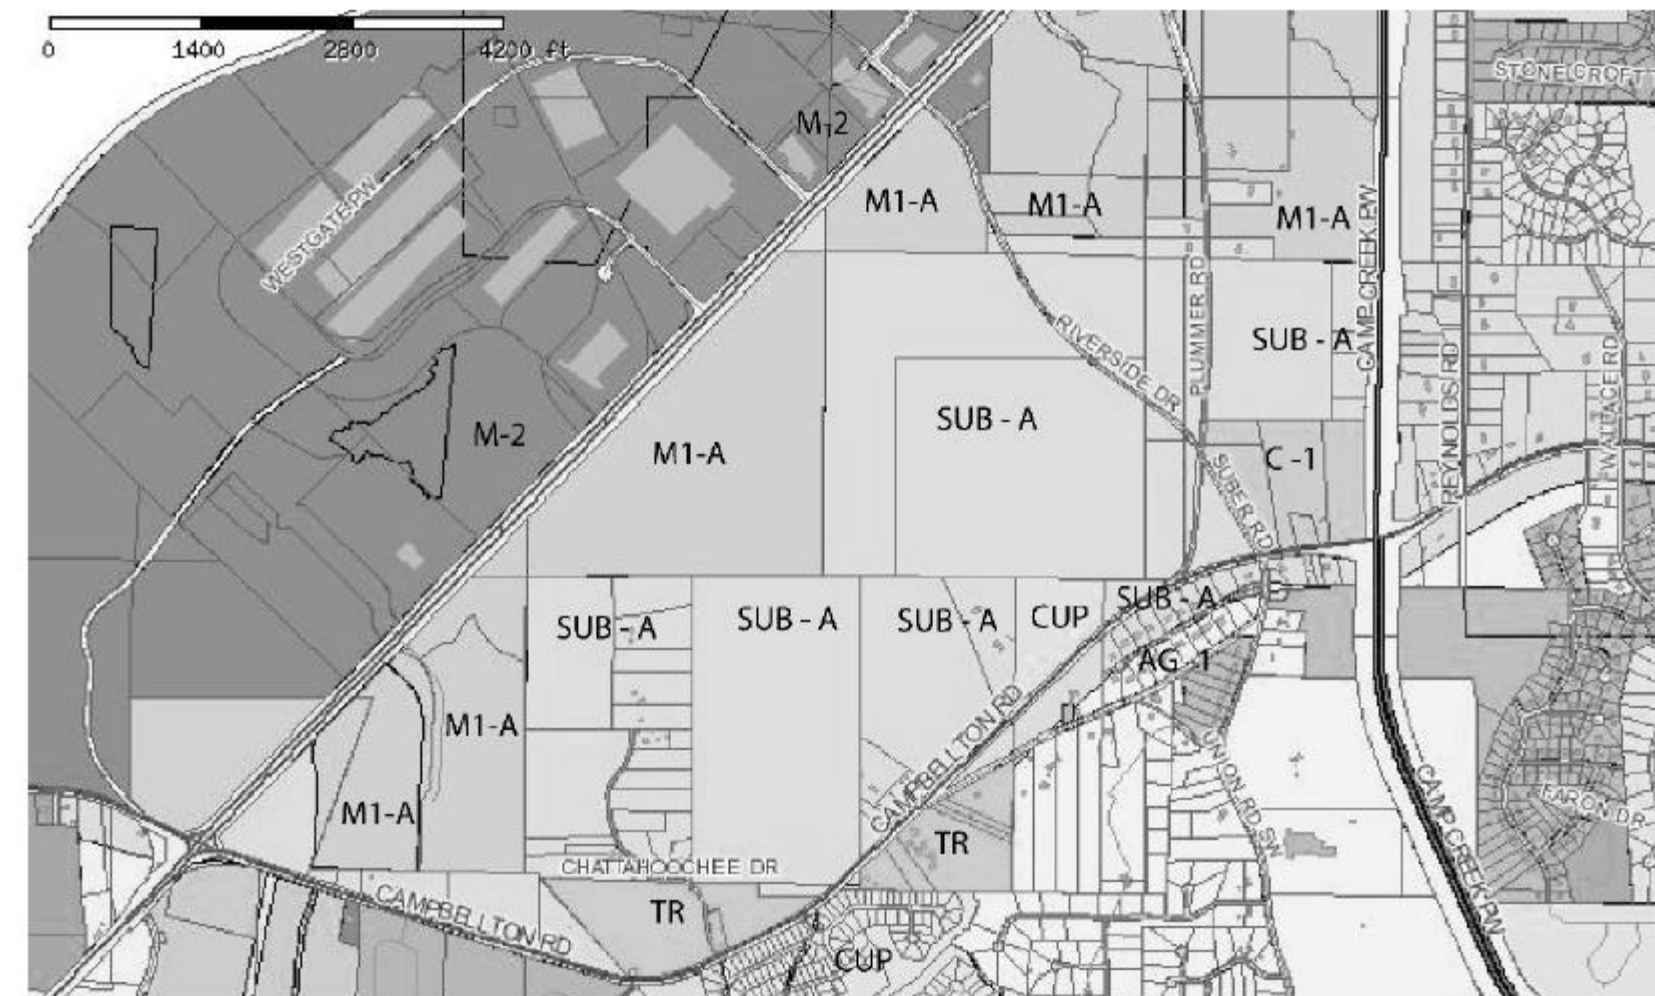 0 1400 2800 4200 ft
STONE CROFT
M-2
WESTGATE PW
M1-A
M1-A
M1-A
CAMP CREEK PW
PLUMMER RD
RIVERSIDE DR
SUB - A
REYNOLDS RD
WALLACE RD
SUB - A
M-2
M1-A
C -1
SUBER RD
SUB - A
SUB - A
SUB - A
CUP
SUB - A
AG -1
M1-A
CAMPBELLTON RD
UNION RD SW
CAMP CREEK PW
FARON DR
M1-A
TR
CHATTAHOOCHEE DR
TR
CAMPBELLTON RD
CUP